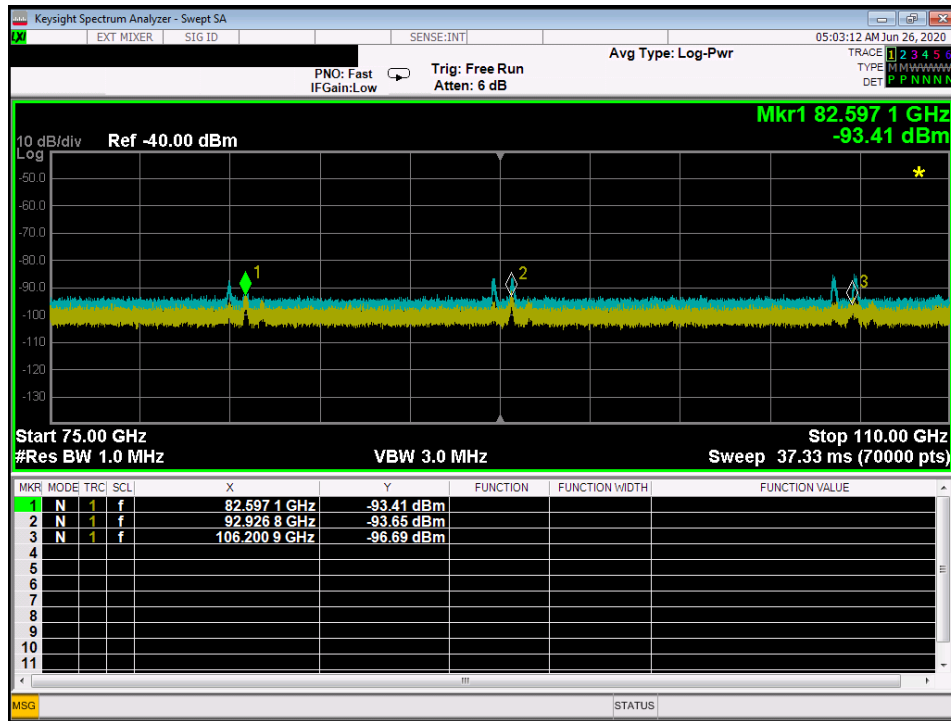 Keysight Spectrum Analyzer - Swept SA
LXI EXT MIXER SIG ID SENSE:INT 05:03:12 AM Jun 26, 2020
PNO: Fast
IFGain:Low
Trig: Free Run
Atten: 6 dB
Avg Type: Log-Pwr
TRACE 1 2 3 4 5 6
TYPE M M W W W W
DET P P N N N N
Mkr1 82.597 1 GHz
-93.41 dBm
10 dB/div Ref -40.00 dBm
Log
-50.0
-60.0
-70.0
-80.0
-90.0
-100
-110
-120
-130
1
2
3
*
Start 75.00 GHz Stop 110.00 GHz
#Res BW 1.0 MHz VBW 3.0 MHz Sweep 37.33 ms (70000 pts)
MKR MODE TRC SCL X Y FUNCTION FUNCTION WIDTH FUNCTION VALUE
1 N 1 f 82.597 1 GHz -93.41 dBm
2 N 1 f 92.926 8 GHz -93.65 dBm
3 N 1 f 106.200 9 GHz -96.69 dBm
4
5
6
7
8
9
10
11
MSG STATUS